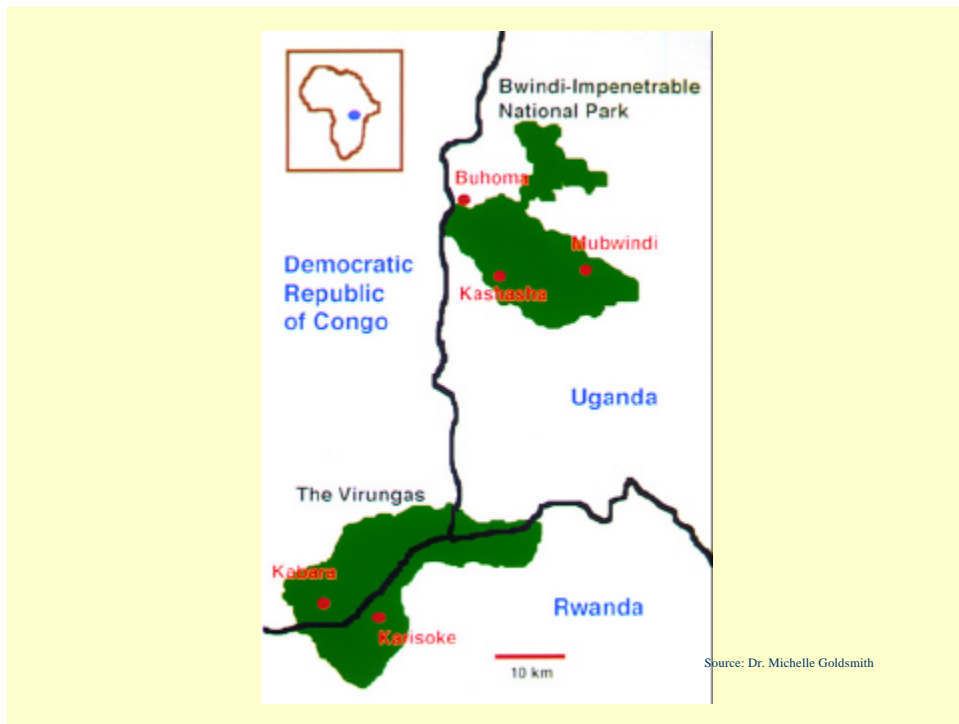 Bwindi-Impenetrable
National Park
Buhoma
Mubwindi
Democratic
Republic
of Congo
Kashasha
Uganda
The Virungas
Kabara
Rwanda
Karisoke
10 km
Source: Dr. Michelle Goldsmith